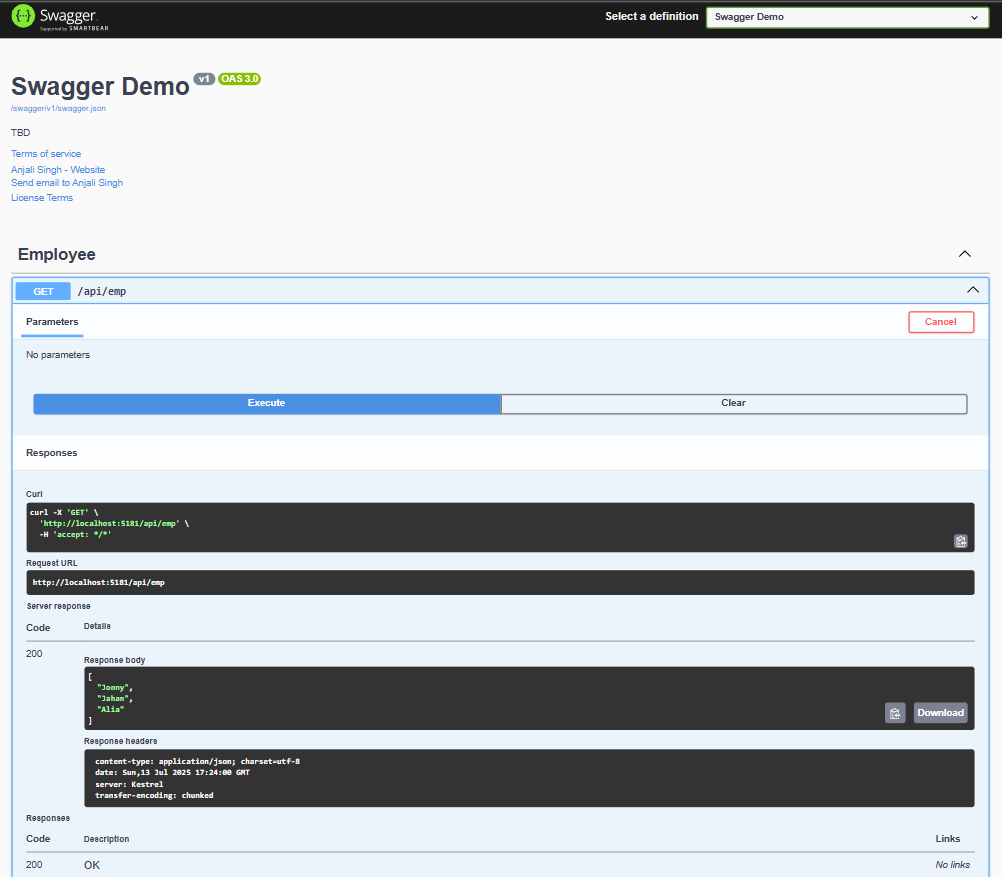 Swagger
Supported by SMARTBEAR
Select a definition
Swagger Demo
Swagger Demo v1 OAS 3.0
/swagger/v1/swagger.json
TBD
Terms of service
Anjali Singh - Website
Send email to Anjali Singh
License Terms
Employee
GET /api/emp
Parameters
Cancel
No parameters
Execute
Clear
Responses
Curl
curl -X 'GET' \
'http://localhost:5181/api/emp' \
-H 'accept: */*'
Request URL
http://localhost:5181/api/emp
Server response
Code Details
200
Response body
[
"Jonny",
"Jahan",
"Alia"
]
Download
Response headers
content-type: application/json; charset=utf-8
date: Sun,13 Jul 2025 17:24:00 GMT
server: Kestrel
transfer-encoding: chunked
Responses
Code Description Links
200 OK No links